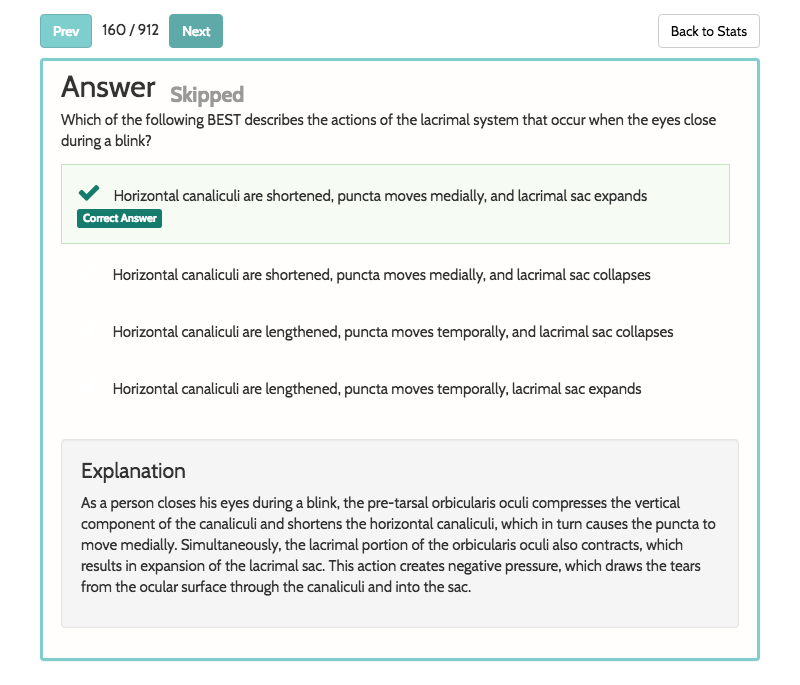 Prev 160 / 912 Next Back to Stats
Answer Skipped
Which of the following BEST describes the actions of the lacrimal system that occur when the eyes close
during a blink?
Horizontal canaliculi are shortened, puncta moves medially, and lacrimal sac expands
Correct Answer
Horizontal canaliculi are shortened, puncta moves medially, and lacrimal sac collapses
Horizontal canaliculi are lengthened, puncta moves temporally, and lacrimal sac collapses
Horizontal canaliculi are lengthened, puncta moves temporally, lacrimal sac expands
Explanation
As a person closes his eyes during a blink, the pre-tarsal orbicularis oculi compresses the vertical
component of the canaliculi and shortens the horizontal canaliculi, which in turn causes the puncta to
move medially. Simultaneously, the lacrimal portion of the orbicularis oculi also contracts, which
results in expansion of the lacrimal sac. This action creates negative pressure, which draws the tears
from the ocular surface through the canaliculi and into the sac.